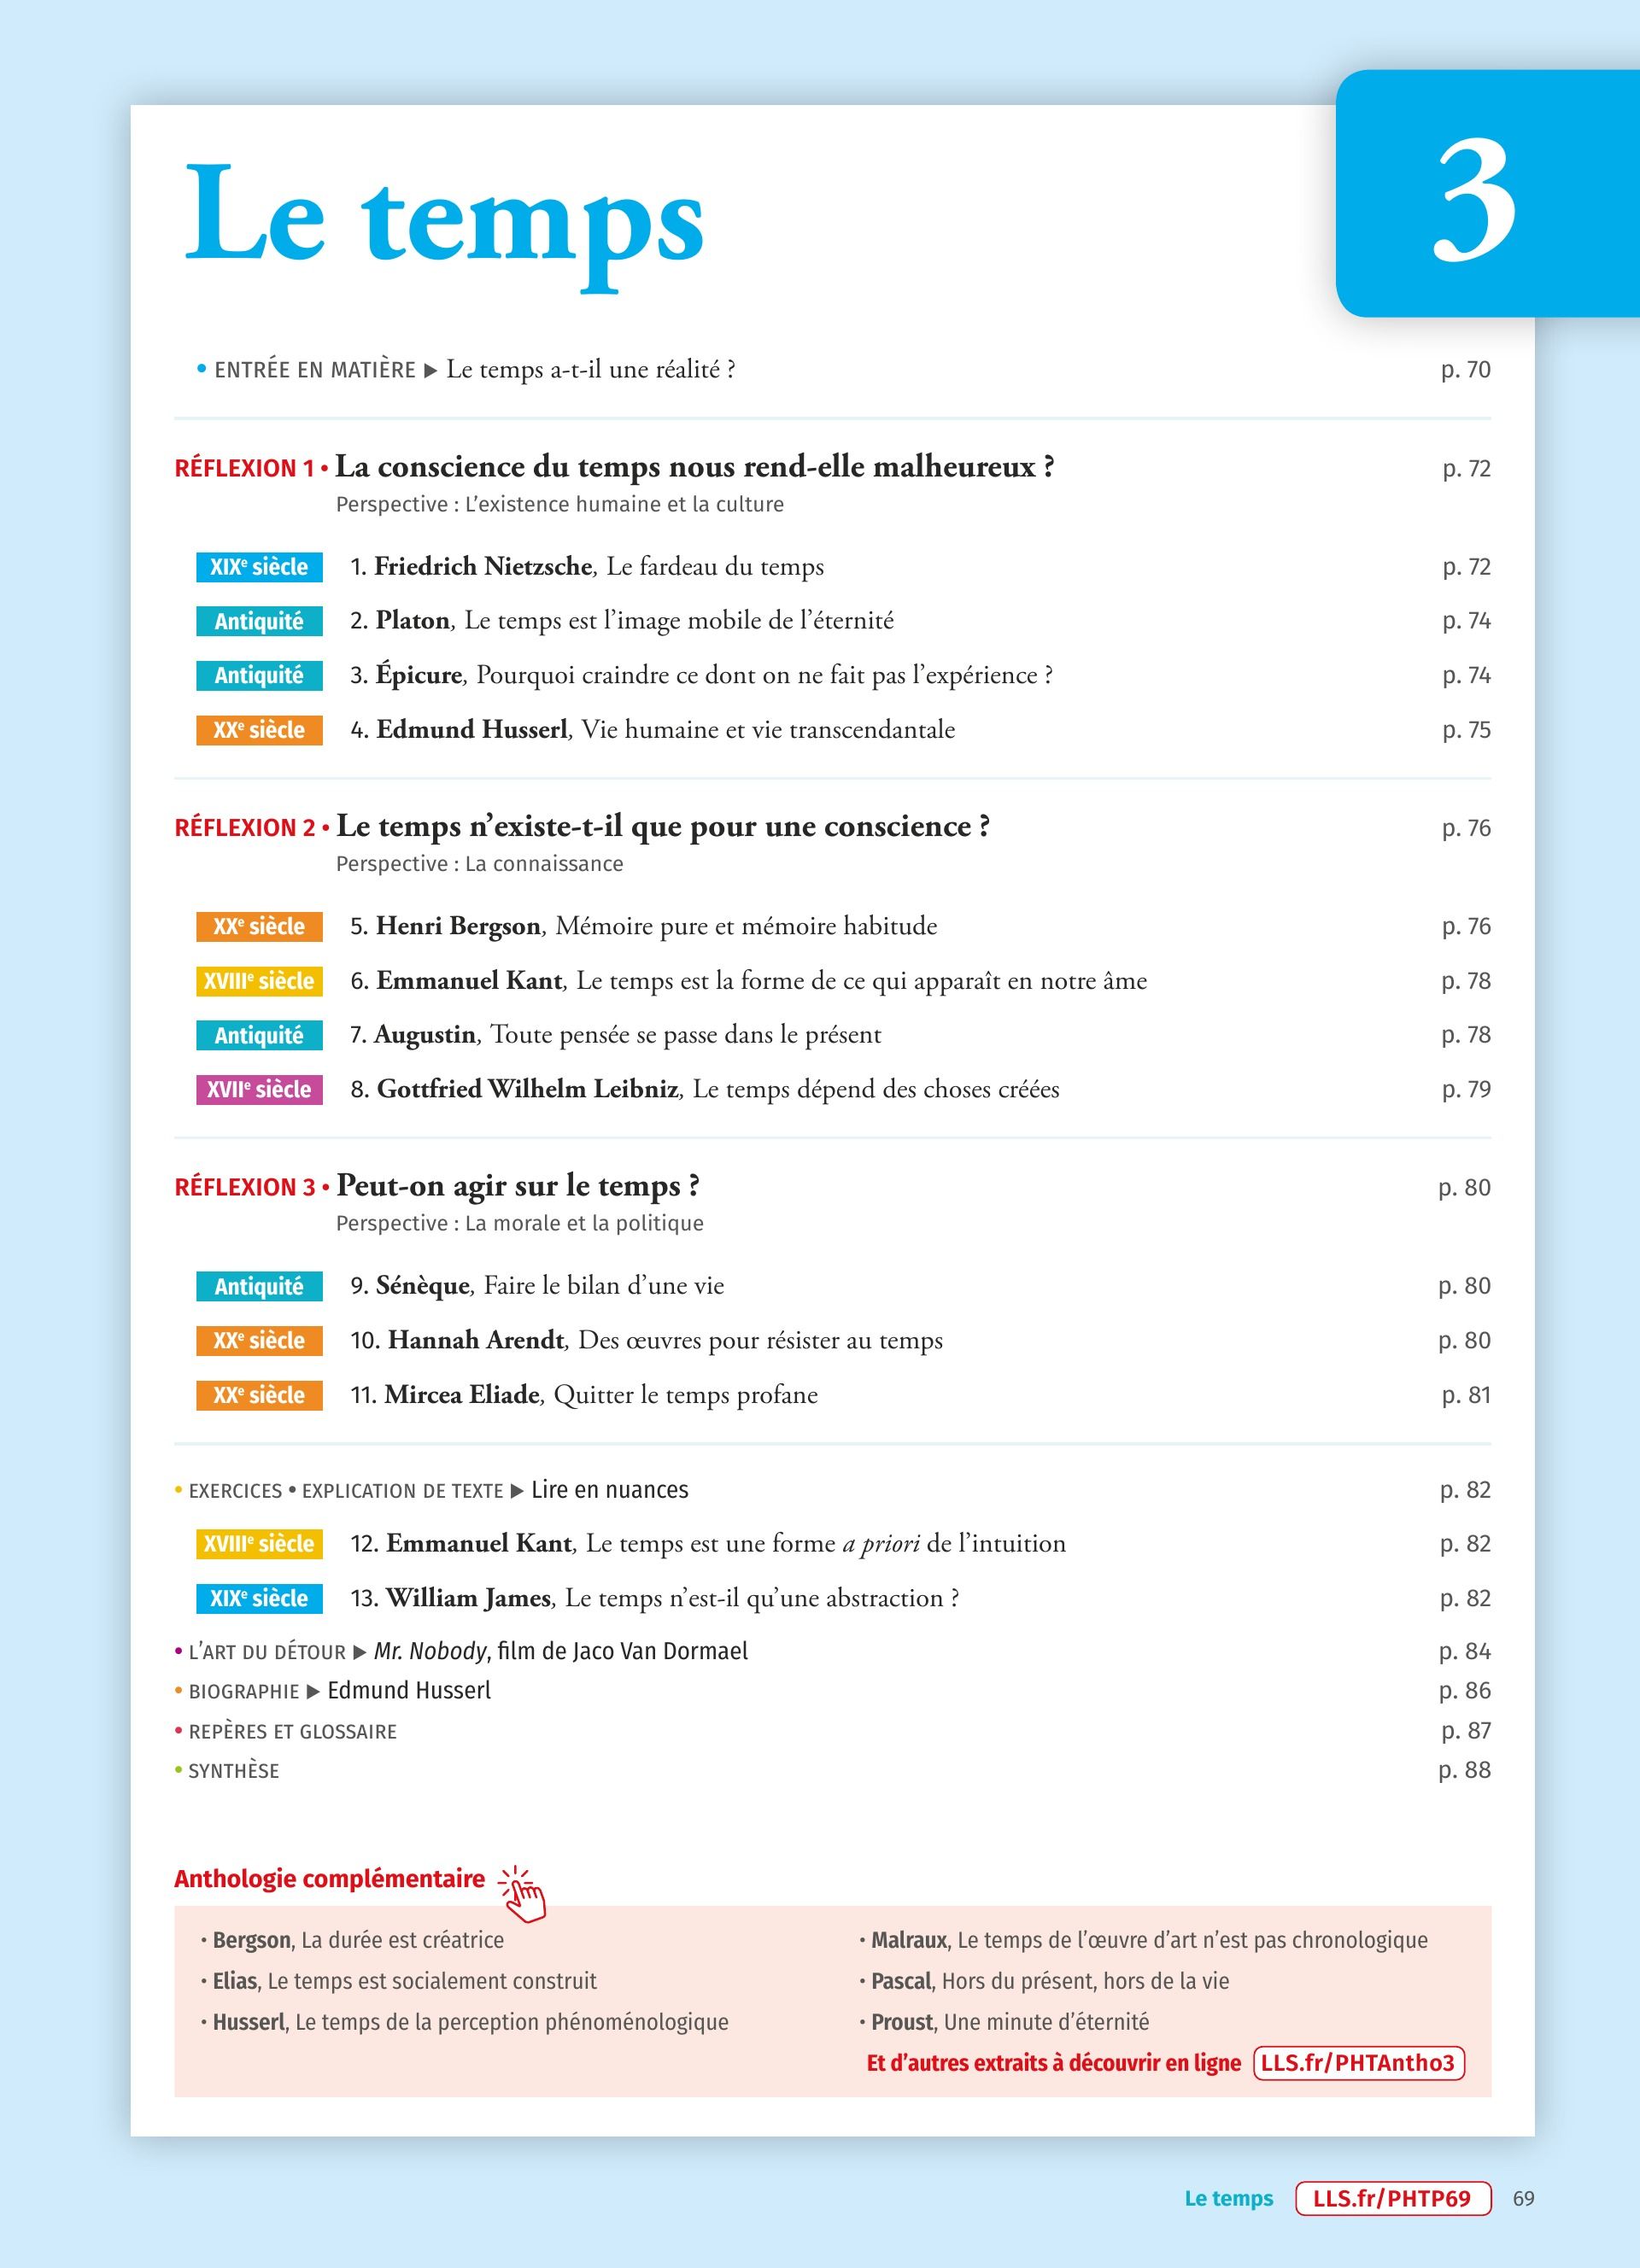 3
Le temps
• ENTRÉE EN MATIÈRE ▶ Le temps a-t-il une réalité ? p. 70
RÉFLEXION 1 • La conscience du temps nous rend-elle malheureux ? p. 72
Perspective : L’existence humaine et la culture
XIXe siècle 1. Friedrich Nietzsche, Le fardeau du temps p. 72
Antiquité 2. Platon, Le temps est l’image mobile de l’éternité p. 74
Antiquité 3. Épicure, Pourquoi craindre ce dont on ne fait pas l’expérience ? p. 74
XXe siècle 4. Edmund Husserl, Vie humaine et vie transcendantale p. 75
RÉFLEXION 2 • Le temps n’existe-t-il que pour une conscience ? p. 76
Perspective : La connaissance
XXe siècle 5. Henri Bergson, Mémoire pure et mémoire habitude p. 76
XVIIIe siècle 6. Emmanuel Kant, Le temps est la forme de ce qui apparaît en notre âme p. 78
Antiquité 7. Augustin, Toute pensée se passe dans le présent p. 78
XVIIe siècle 8. Gottfried Wilhelm Leibniz, Le temps dépend des choses créées p. 79
RÉFLEXION 3 • Peut-on agir sur le temps ? p. 80
Perspective : La morale et la politique
Antiquité 9. Sénèque, Faire le bilan d’une vie p. 80
XXe siècle 10. Hannah Arendt, Des œuvres pour résister au temps p. 80
XXe siècle 11. Mircea Eliade, Quitter le temps profane p. 81
• EXERCICES • EXPLICATION DE TEXTE ▶ Lire en nuances p. 82
XVIIIe siècle 12. Emmanuel Kant, Le temps est une forme a priori de l’intuition p. 82
XIXe siècle 13. William James, Le temps n’est-il qu’une abstraction ? p. 82
• L’ART DU DÉTOUR ▶ Mr. Nobody, film de Jaco Van Dormael p. 84
• BIOGRAPHIE ▶ Edmund Husserl p. 86
• REPÈRES ET GLOSSAIRE p. 87
• SYNTHÈSE p. 88
Anthologie complémentaire
• Bergson, La durée est créatrice
• Elias, Le temps est socialement construit
• Husserl, Le temps de la perception phénoménologique
• Malraux, Le temps de l’œuvre d’art n’est pas chronologique
• Pascal, Hors du présent, hors de la vie
• Proust, Une minute d’éternité
Et d’autres extraits à découvrir en ligne LLS.fr/PHTAntho3
Le temps LLS.fr/PHTP69 69